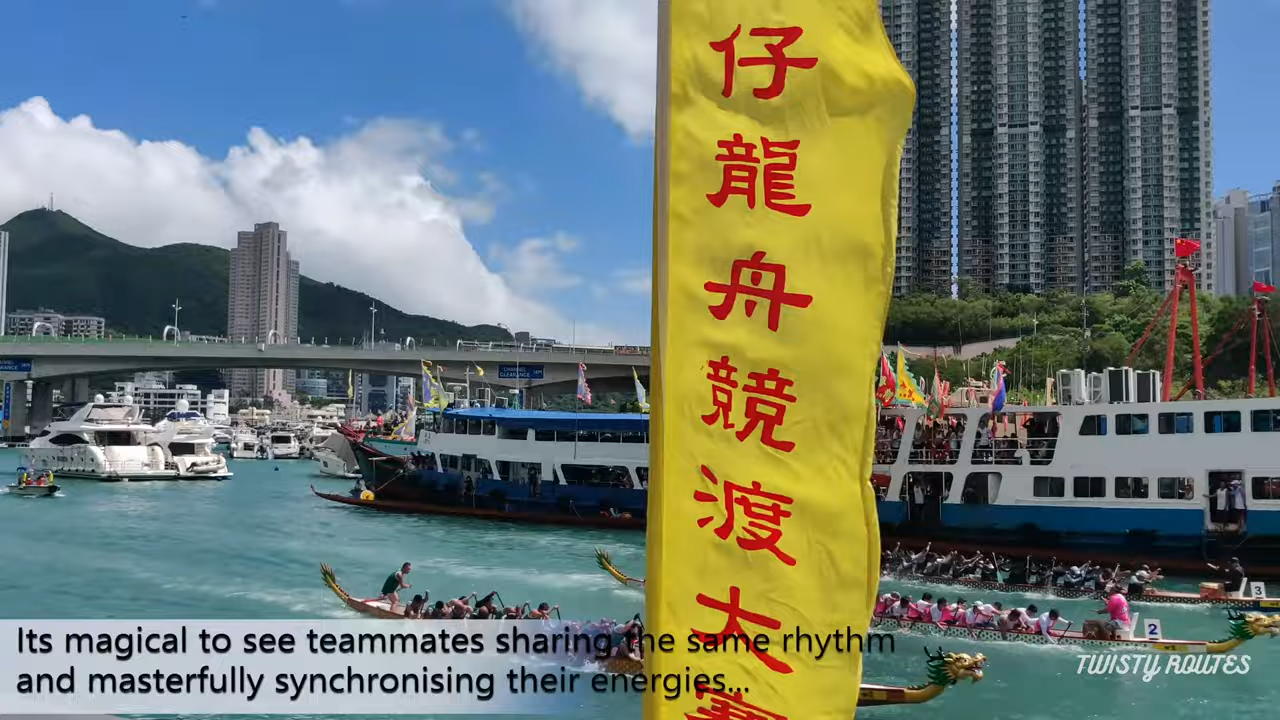 仔龍舟競渡大賽
CHANNEL CLEARANCE
3
2
Its magical to see teammates sharing the same rhythm
and masterfully synchronising their energies...
TWISTY ROUTES